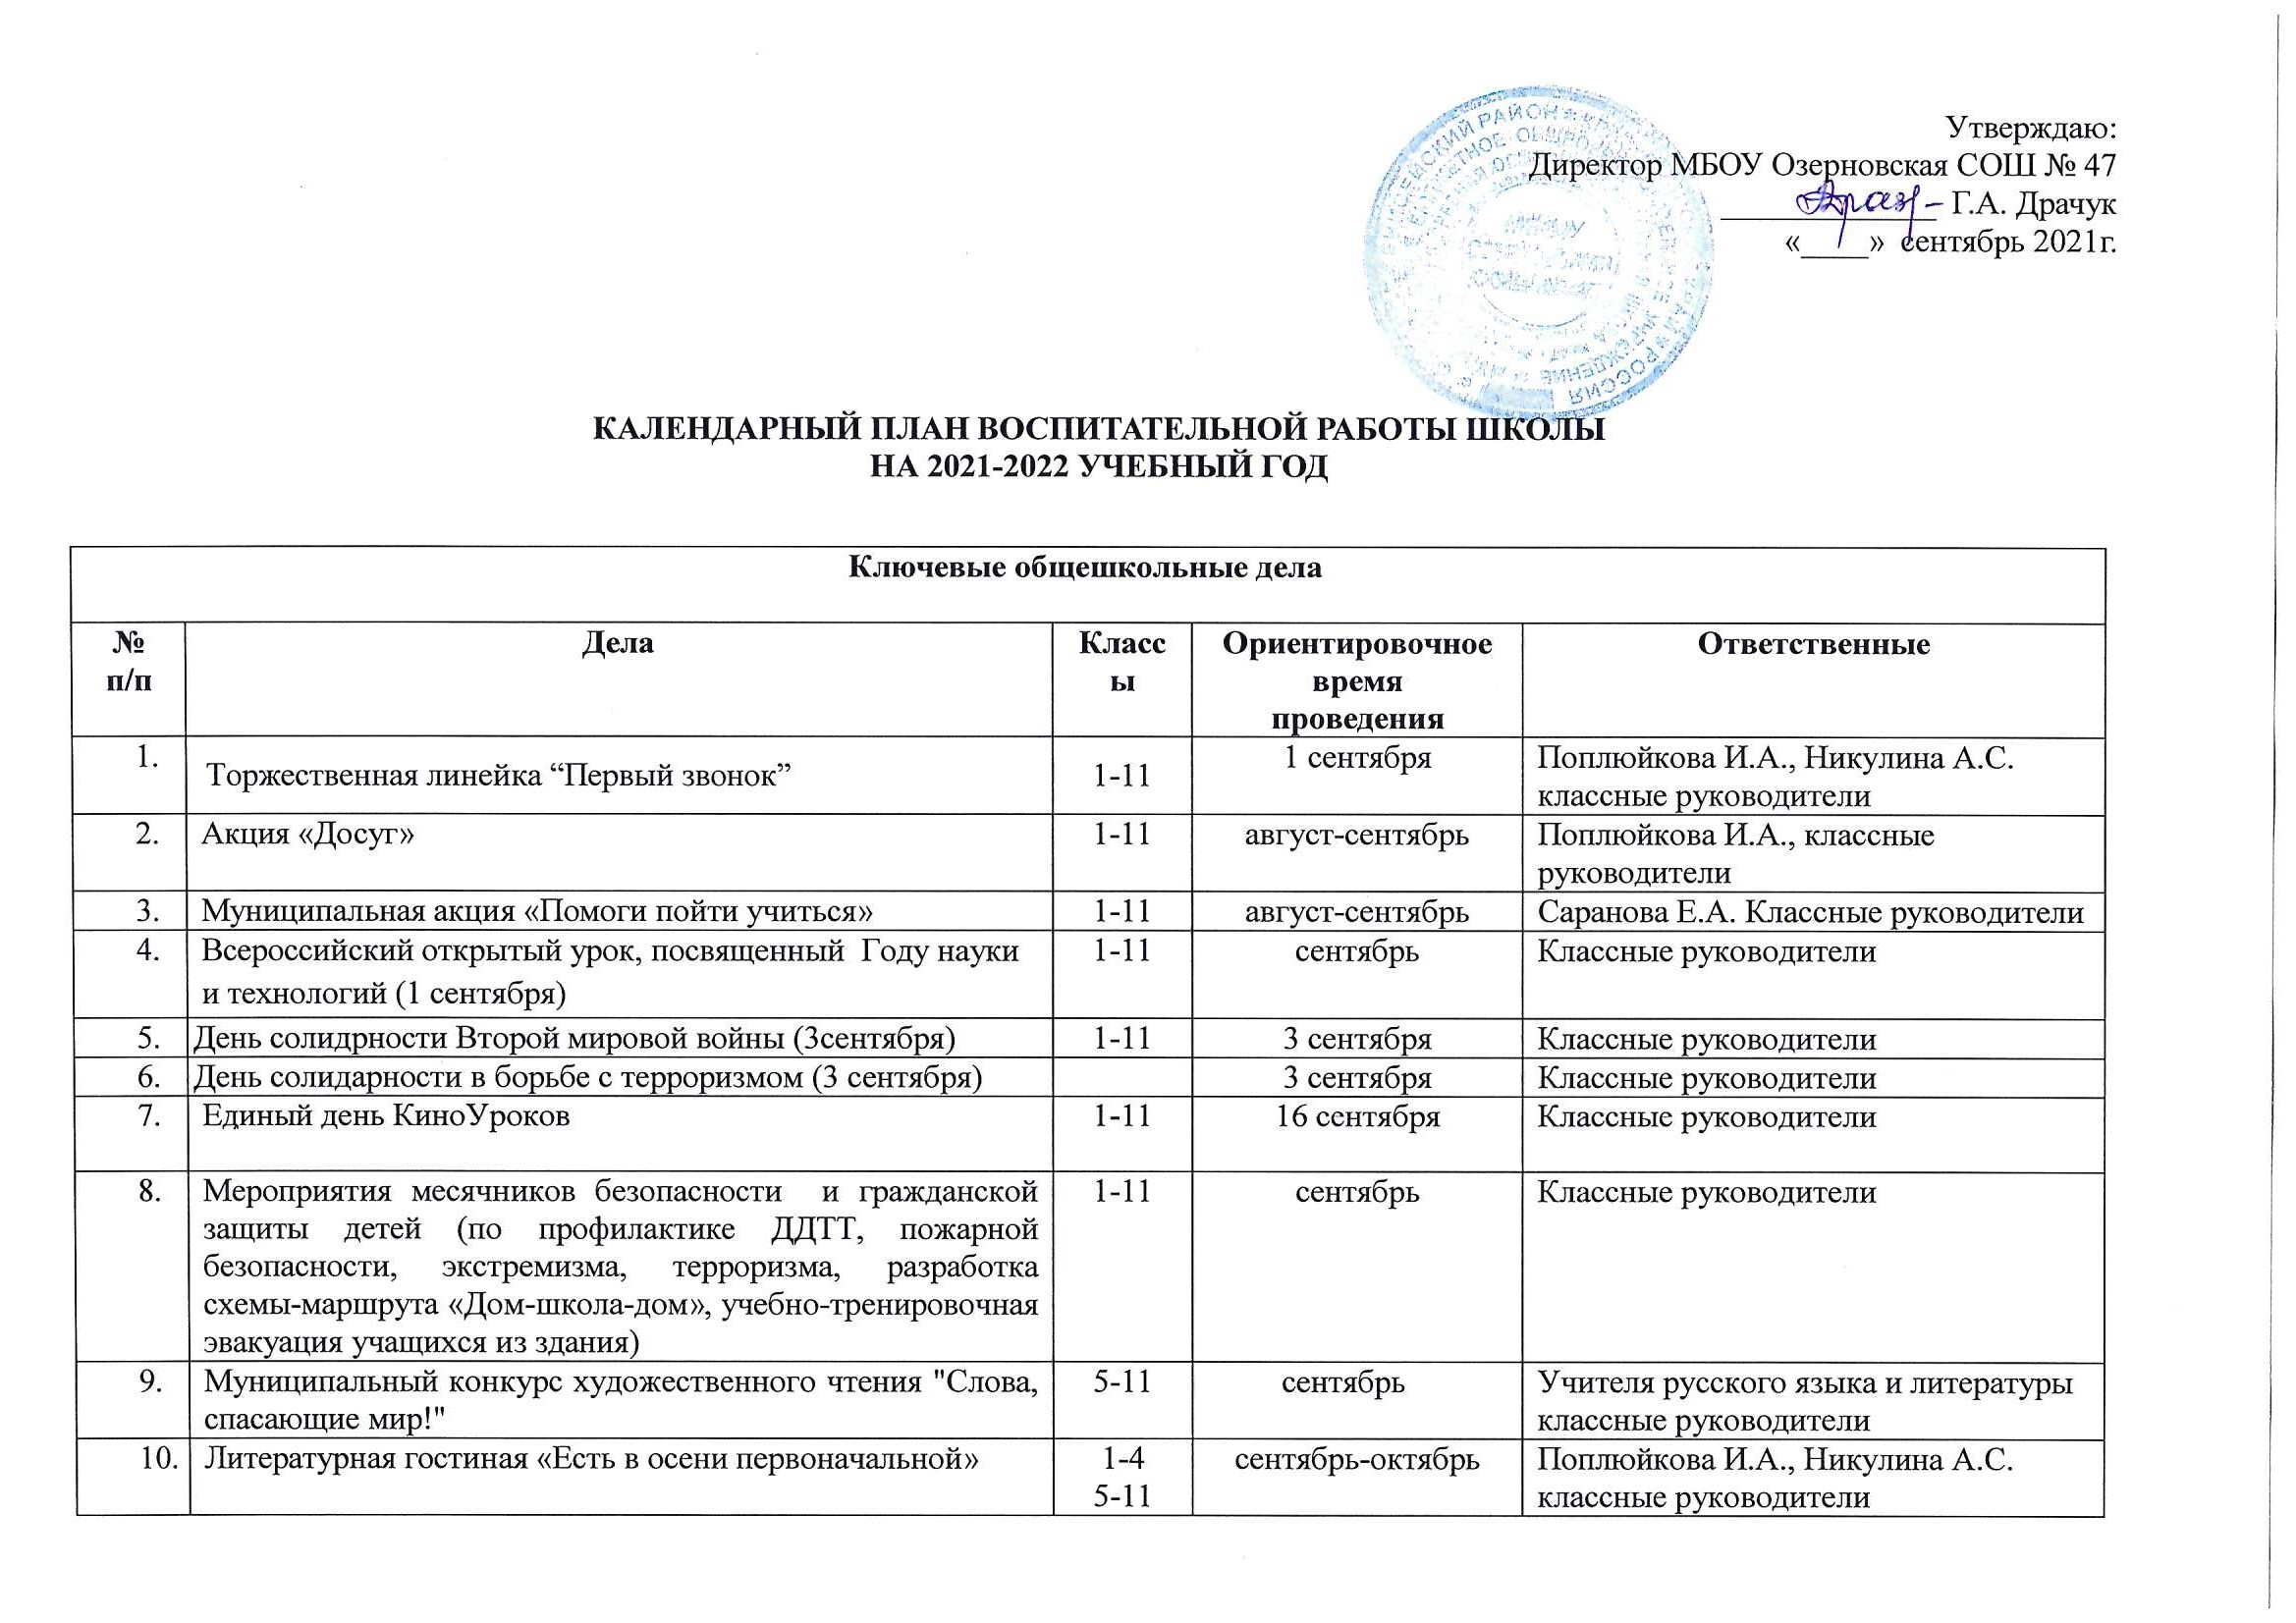 Утверждаю:
Директор МБОУ Озерновская СОШ № 47
______________ Г.А. Драчук
«____» сентябрь 2021г.
КАЛЕНДАРНЫЙ ПЛАН ВОСПИТАТЕЛЬНОЙ РАБОТЫ ШКОЛЫ
НА 2021-2022 УЧЕБНЫЙ ГОД
Ключевые общешкольные дела
№
п/п
Дела
Класс
ы
Ориентировочное
время
проведения
Ответственные
1.
Торжественная линейка “Первый звонок”
1-11
1 сентября
Поплюйкова И.А., Никулина А.С.
классные руководители
2.
Акция «Досуг»
1-11
август-сентябрь
Поплюйкова И.А., классные
руководители
3.
Муниципальная акция «Помоги пойти учиться»
1-11
август-сентябрь
Саранова Е.А. Классные руководители
4.
Всероссийский открытый урок, посвященный Году науки
и технологий (1 сентября)
1-11
сентябрь
Классные руководители
5.
День солидрности Второй мировой войны (3сентября)
1-11
3 сентября
Классные руководители
6.
День солидарности в борьбе с терроризмом (3 сентября)
3 сентября
Классные руководители
7.
Единый день КиноУроков
1-11
16 сентября
Классные руководители
8.
Мероприятия месячников безопасности и гражданской
защиты детей (по профилактике ДДТТ, пожарной
безопасности, экстремизма, терроризма, разработка
схемы-маршрута «Дом-школа-дом», учебно-тренировочная
эвакуация учащихся из здания)
1-11
сентябрь
Классные руководители
9.
Муниципальный конкурс художественного чтения "Слова,
спасающие мир!"
5-11
сентябрь
Учителя русского языка и литературы
классные руководители
10.
Литературная гостиная «Есть в осени первоначальной»
1-4
5-11
сентябрь-октябрь
Поплюйкова И.А., Никулина А.С.
классные руководители